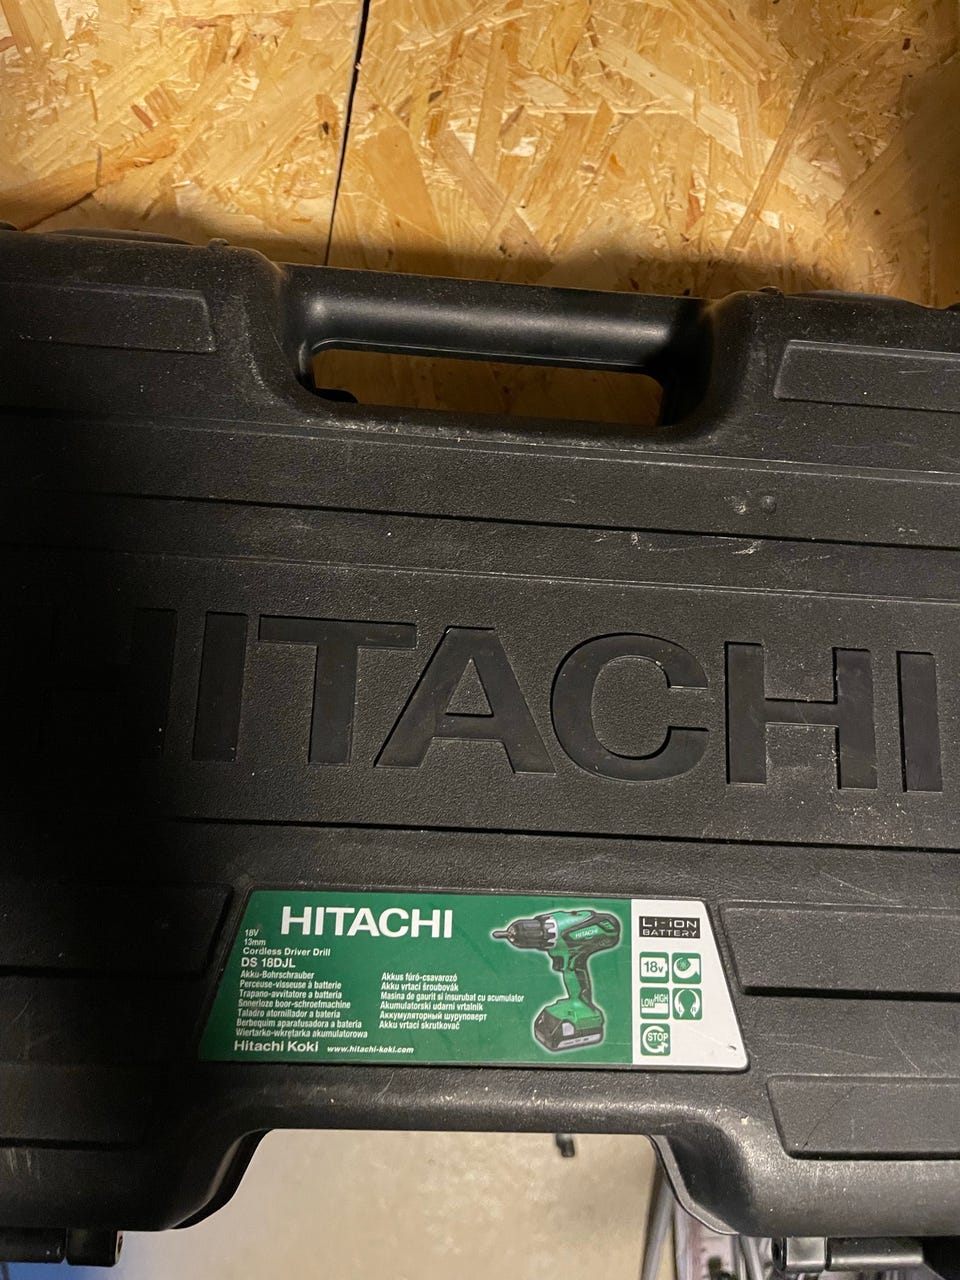 HITACHI
HITACHI
18V
13mm
Cordless Driver Drill
DS 18DJL
Akku-Bohrschrauber
Perceuse-visseuse à batterie
Trapano-avvitatore a batteria
Snoerloze boor-schroefmachine
Taladro atornillador a batería
Berbequim aparafusadora a bateria
Wiertarko-wkrętarka akumulatorowa
Akkus fúró-csavarozó
Akku vrtací šroubovák
Masina de gaurit si insurubat cu acumulator
Akumulatorski udarni vrtalnik
Аккумуляторный шуруповерт
Aku vrtací skrutkovač
Hitachi Koki www.hitachi-koki.com
HITACHI
Li-ion
BATTERY
18v
LOW HIGH
STOP